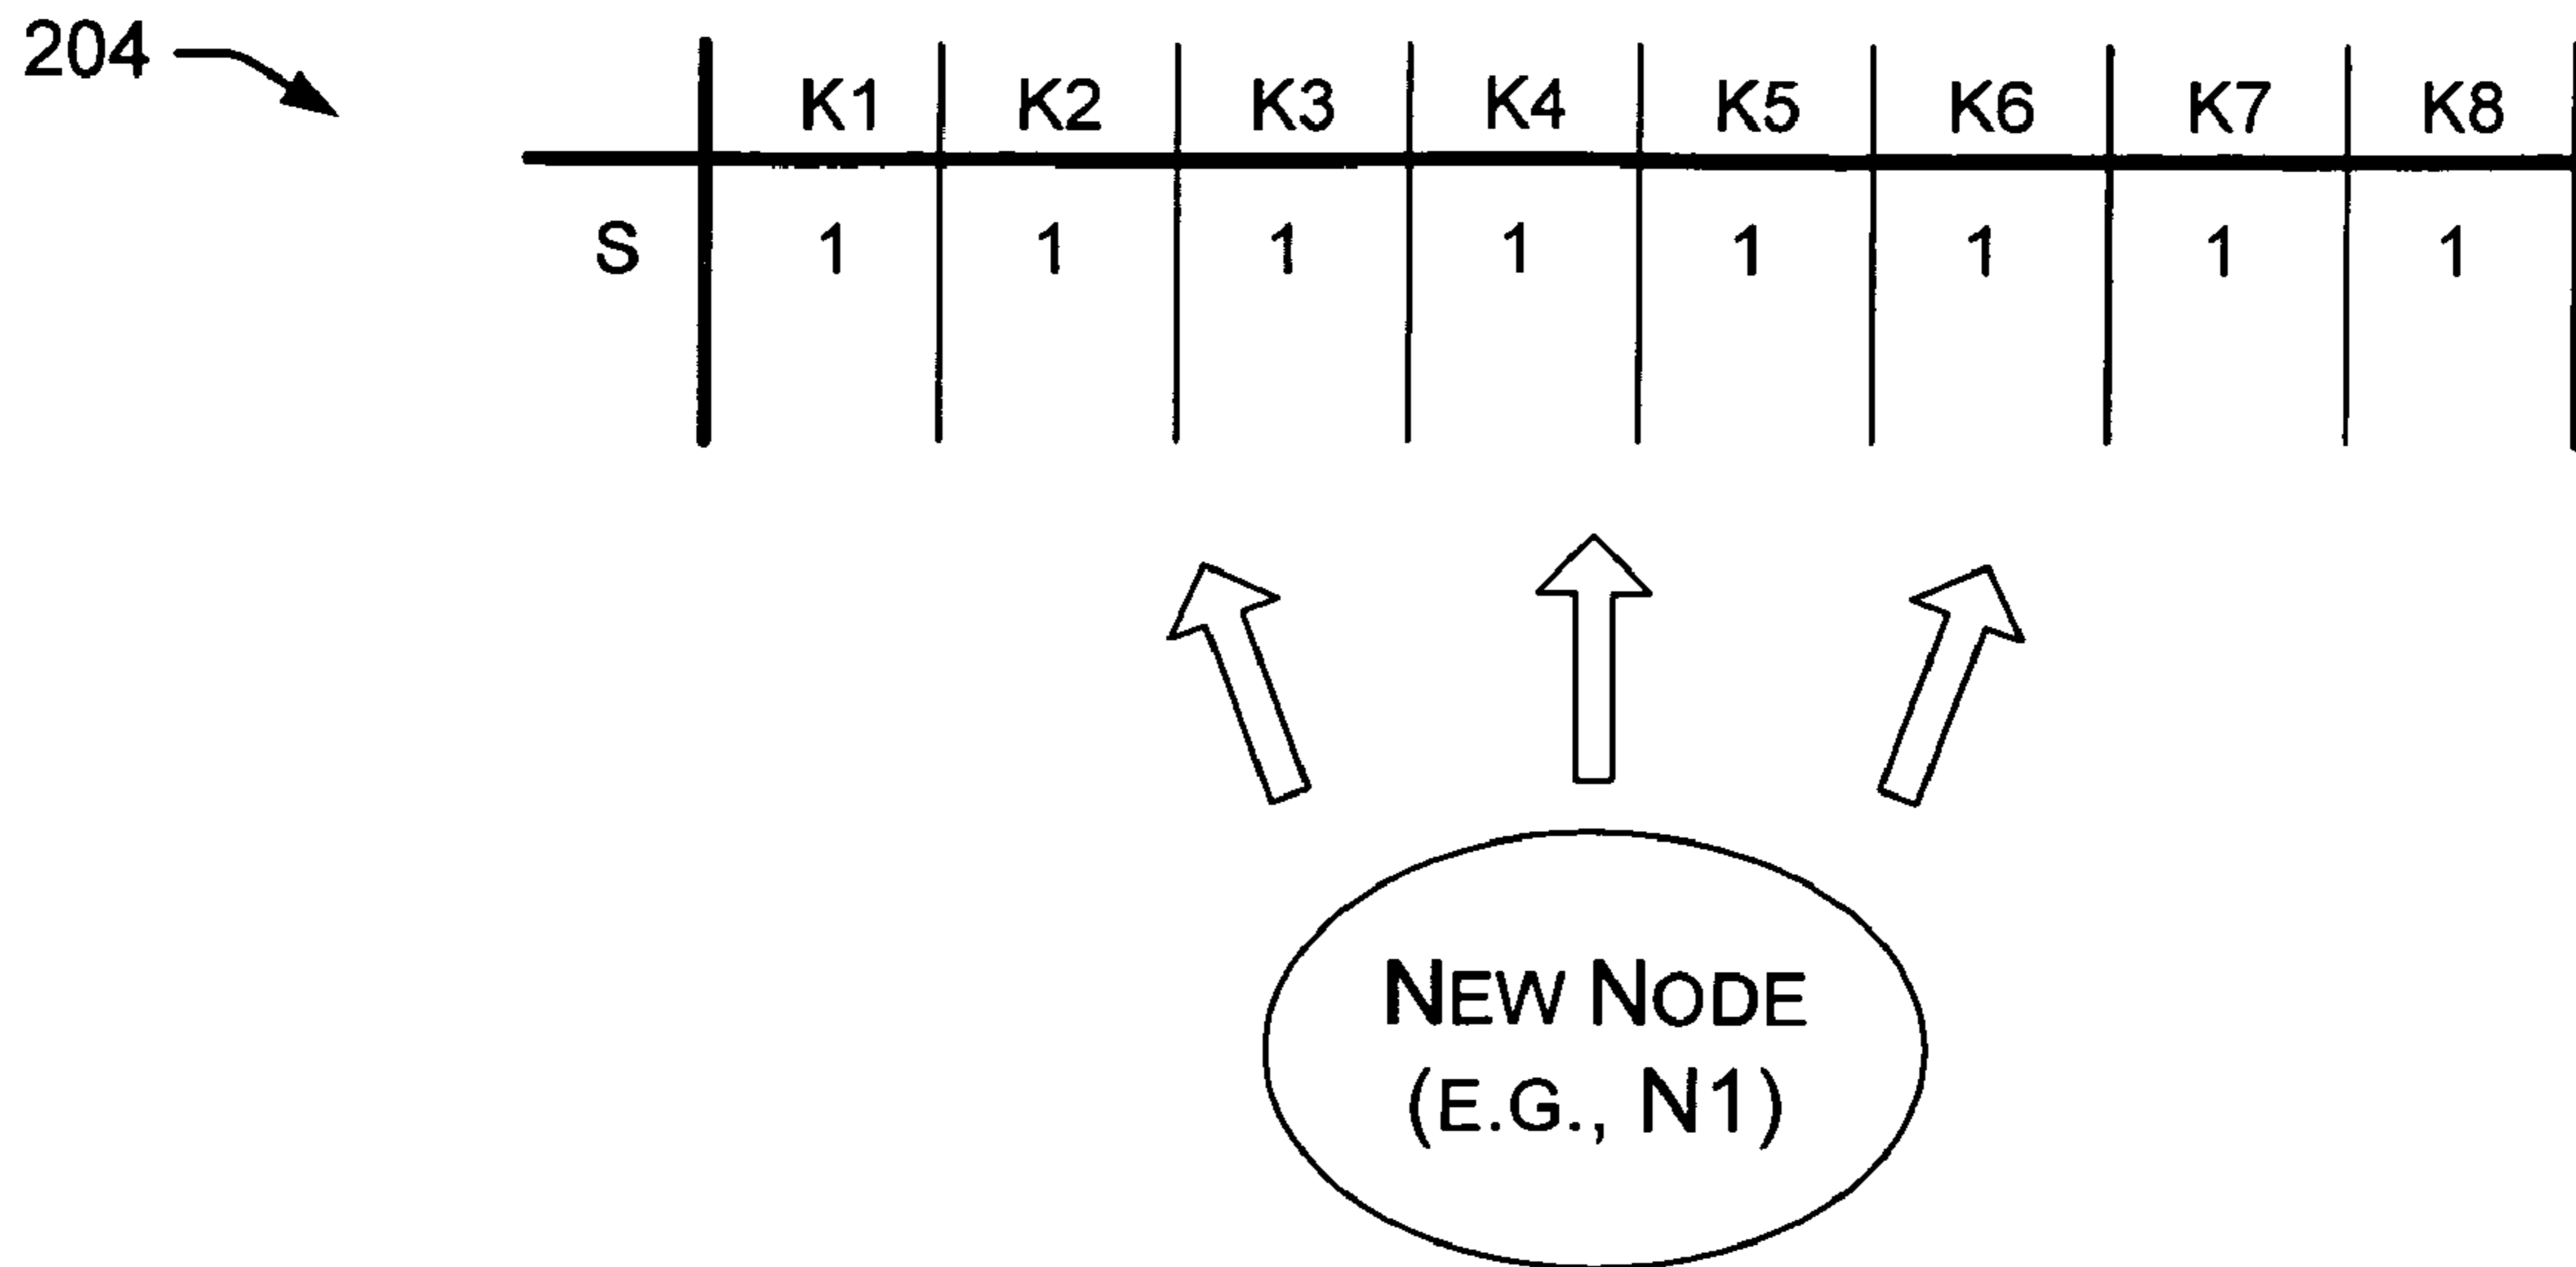 204
K1 K2 K3 K4 K5 K6 K7 K8
S 1 1 1 1 1 1 1 1
NEW NODE
(E.G., N1)